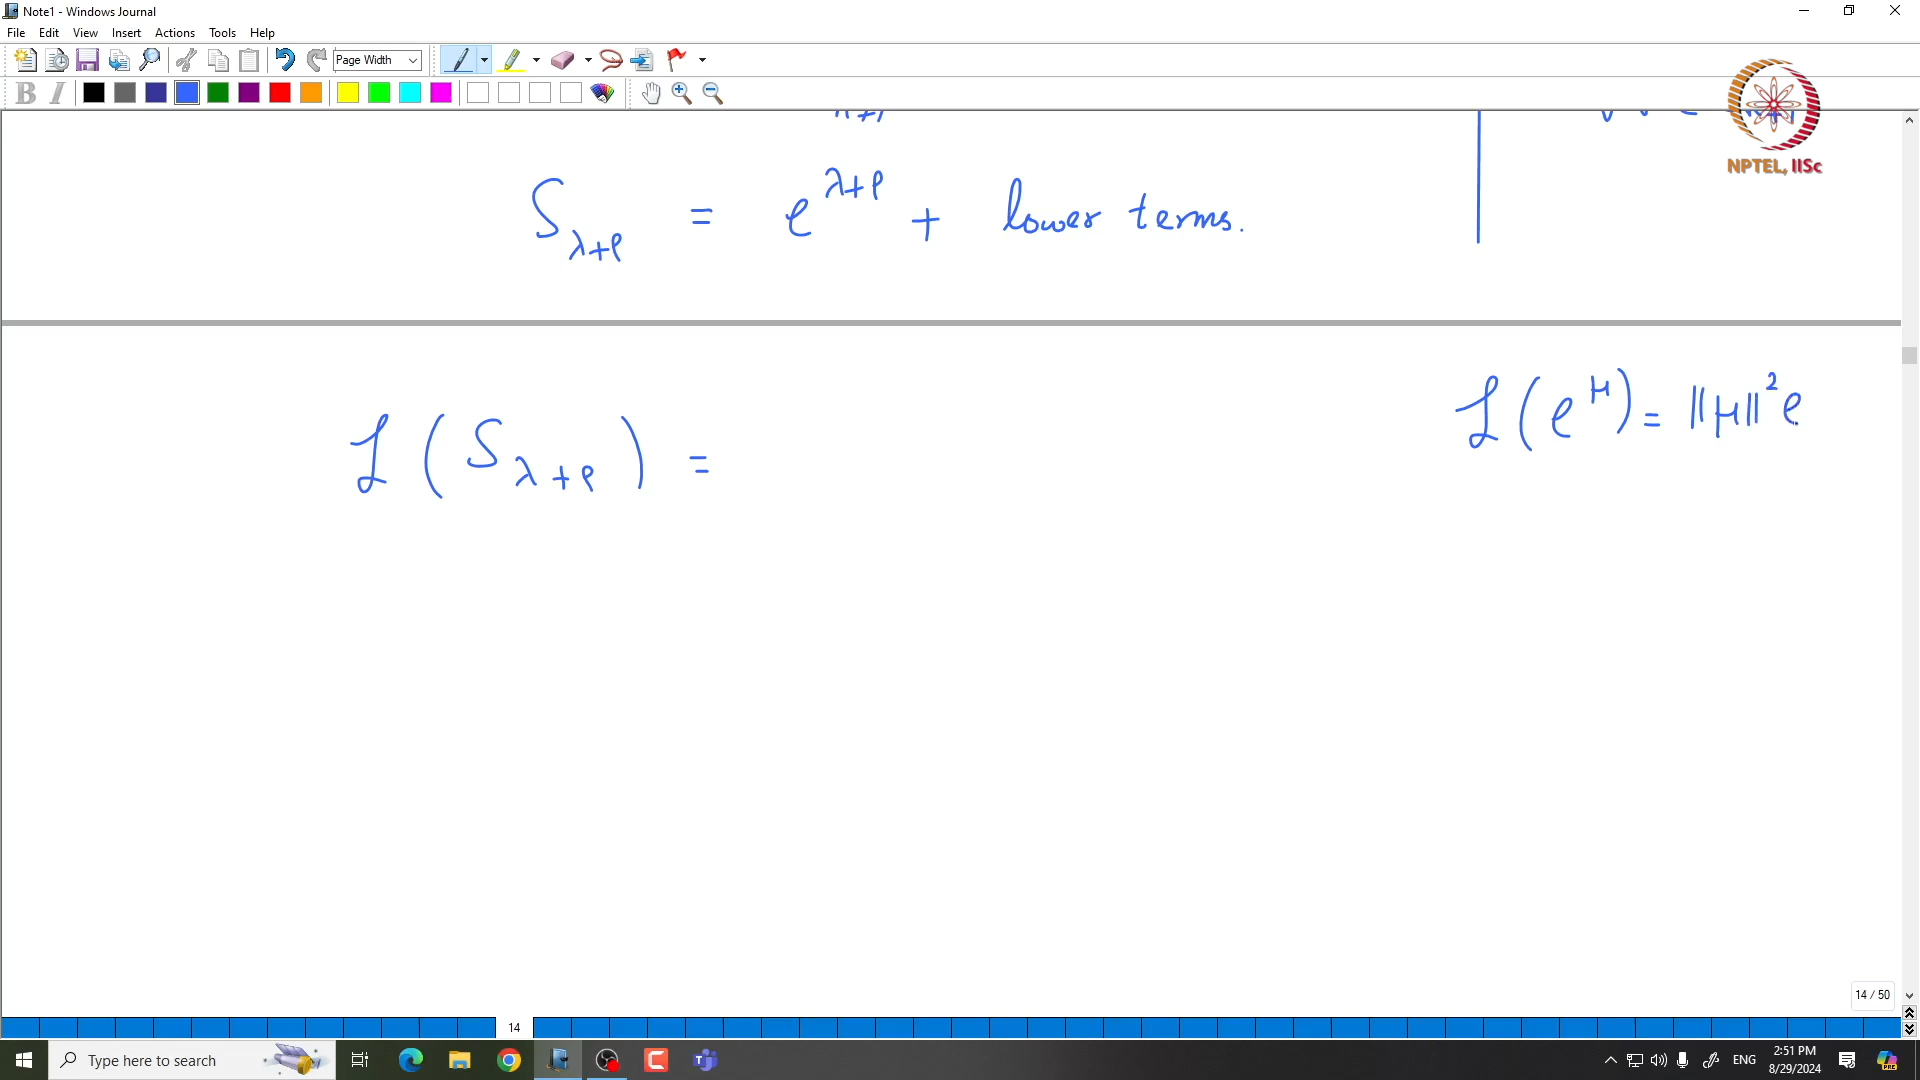 Note1 - Windows Journal
File Edit View Insert Actions Tools Help
Page Width
B I
NPTEL, IISc
λ+ρ
S_{λ+ρ} = e^{λ+ρ} + lower terms.
ℒ(e^μ) = ||μ||² e
ℒ(S_{λ+ρ}) =
14 / 50
14
Type here to search
ENG
2:51 PM
8/29/2024